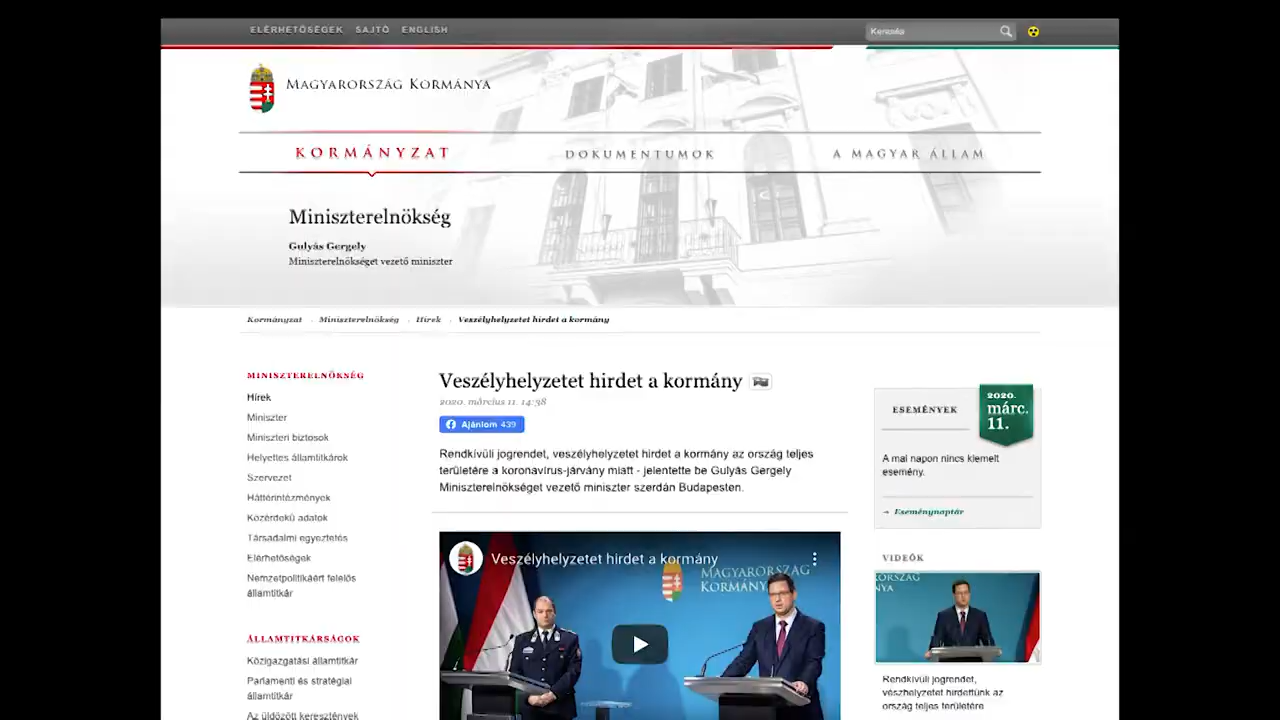 ELÉRHETŐSÉGEK SAJTÓ ENGLISH
Keresés
MAGYARORSZÁG KORMÁNYA
KORMÁNYZAT DOKUMENTUMOK A MAGYAR ÁLLAM
Miniszterelnökség
Gulyás Gergely
Miniszterelnökséget vezető miniszter
Kormányzat Miniszterelnökség Hírek Veszélyhelyzetet hirdet a kormány
MINISZTERELNÖKSÉG
Hírek
Miniszter
Miniszteri biztosok
Helyettes államtitkárok
Szervezet
Háttérintézmények
Közérdekű adatok
Társadalmi egyeztetés
Elérhetőségek
Nemzetpolitikáért felelős
államtitkár
ÁLLAMTITKÁRSÁGOK
Közigazgatási államtitkár
Parlamenti és stratégiai
államtitkár
Az üldözött keresztények
Veszélyhelyzetet hirdet a kormány
2020. március 11. 14:38
Ajánlom 439
Rendkívüli jogrendet, veszélyhelyzetet hirdet a kormány az ország teljes
területére a koronavírus-járvány miatt - jelentette be Gulyás Gergely
Miniszterelnökséget vezető miniszter szerdán Budapesten.
Veszélyhelyzetet hirdet a kormány
MAGYARORSZÁG
KORMÁNYA
ESEMÉNYEK
2020.
márc.
11.
A mai napon nincs kiemelt
esemény.
→ Eseménynaptár
VIDEÓK
ORSZÁG
NYA
Rendkívüli jogrendet,
vészhelyzetet hirdettünk az
ország teljes területére